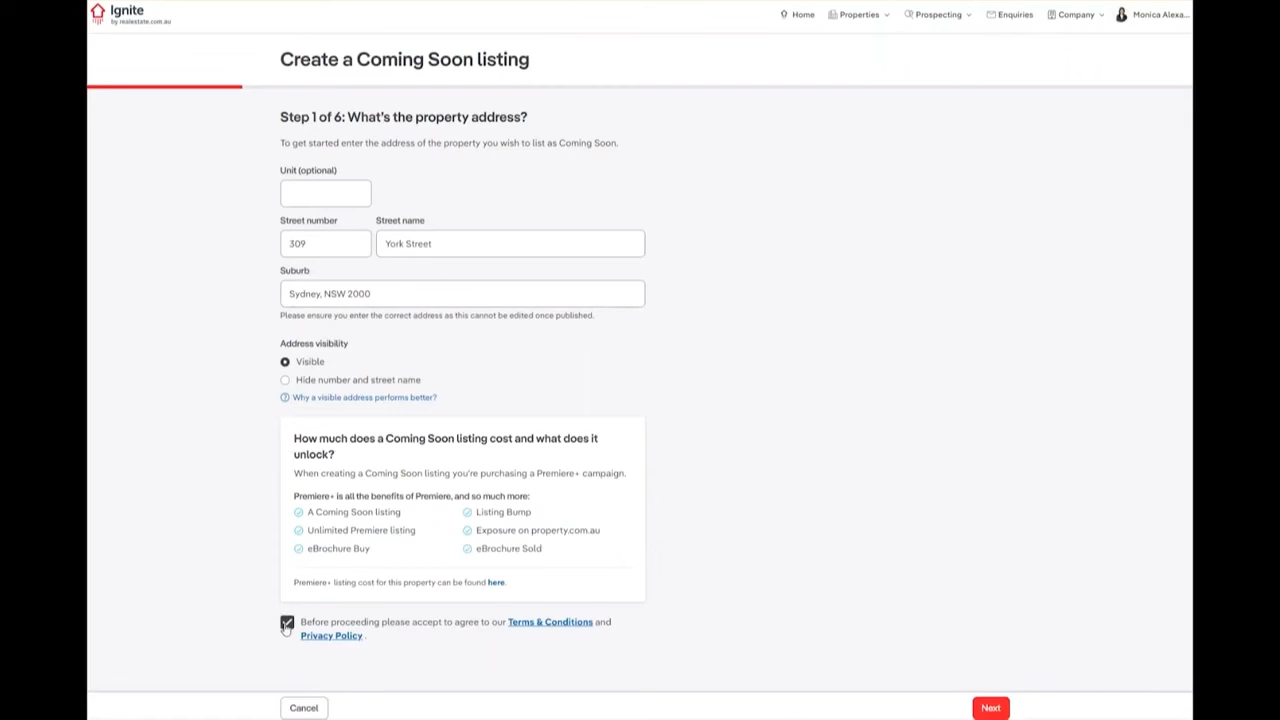 Ignite
by realestate.com.au
Home
Properties
Prospecting
Enquiries
Company
Monica Alexa...
Create a Coming Soon listing
Step 1 of 6: What's the property address?
To get started enter the address of the property you wish to list as Coming Soon.
Unit (optional)
Street number
Street name
309
York Street
Suburb
Sydney, NSW 2000
Please ensure you enter the correct address as this cannot be edited once published.
Address visibility
Visible
Hide number and street name
Why a visible address performs better?
How much does a Coming Soon listing cost and what does it
unlock?
When creating a Coming Soon listing you're purchasing a Premiere+ campaign.
Premiere+ is all the benefits of Premiere, and so much more:
A Coming Soon listing
Listing Bump
Unlimited Premiere listing
Exposure on property.com.au
eBrochure Buy
eBrochure Sold
Premiere+ listing cost for this property can be found here.
Before proceeding please accept to agree to our Terms & Conditions and
Privacy Policy .
Cancel
Next